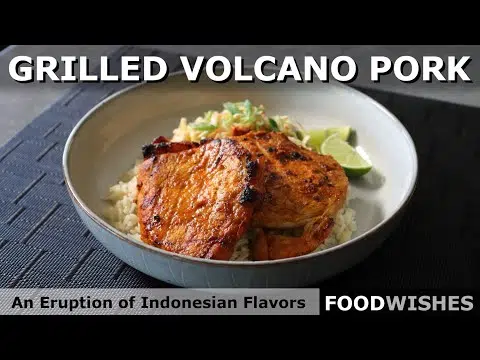 GRILLED VOLCANO PORK
An Eruption of Indonesian Flavors
FOODWISHES